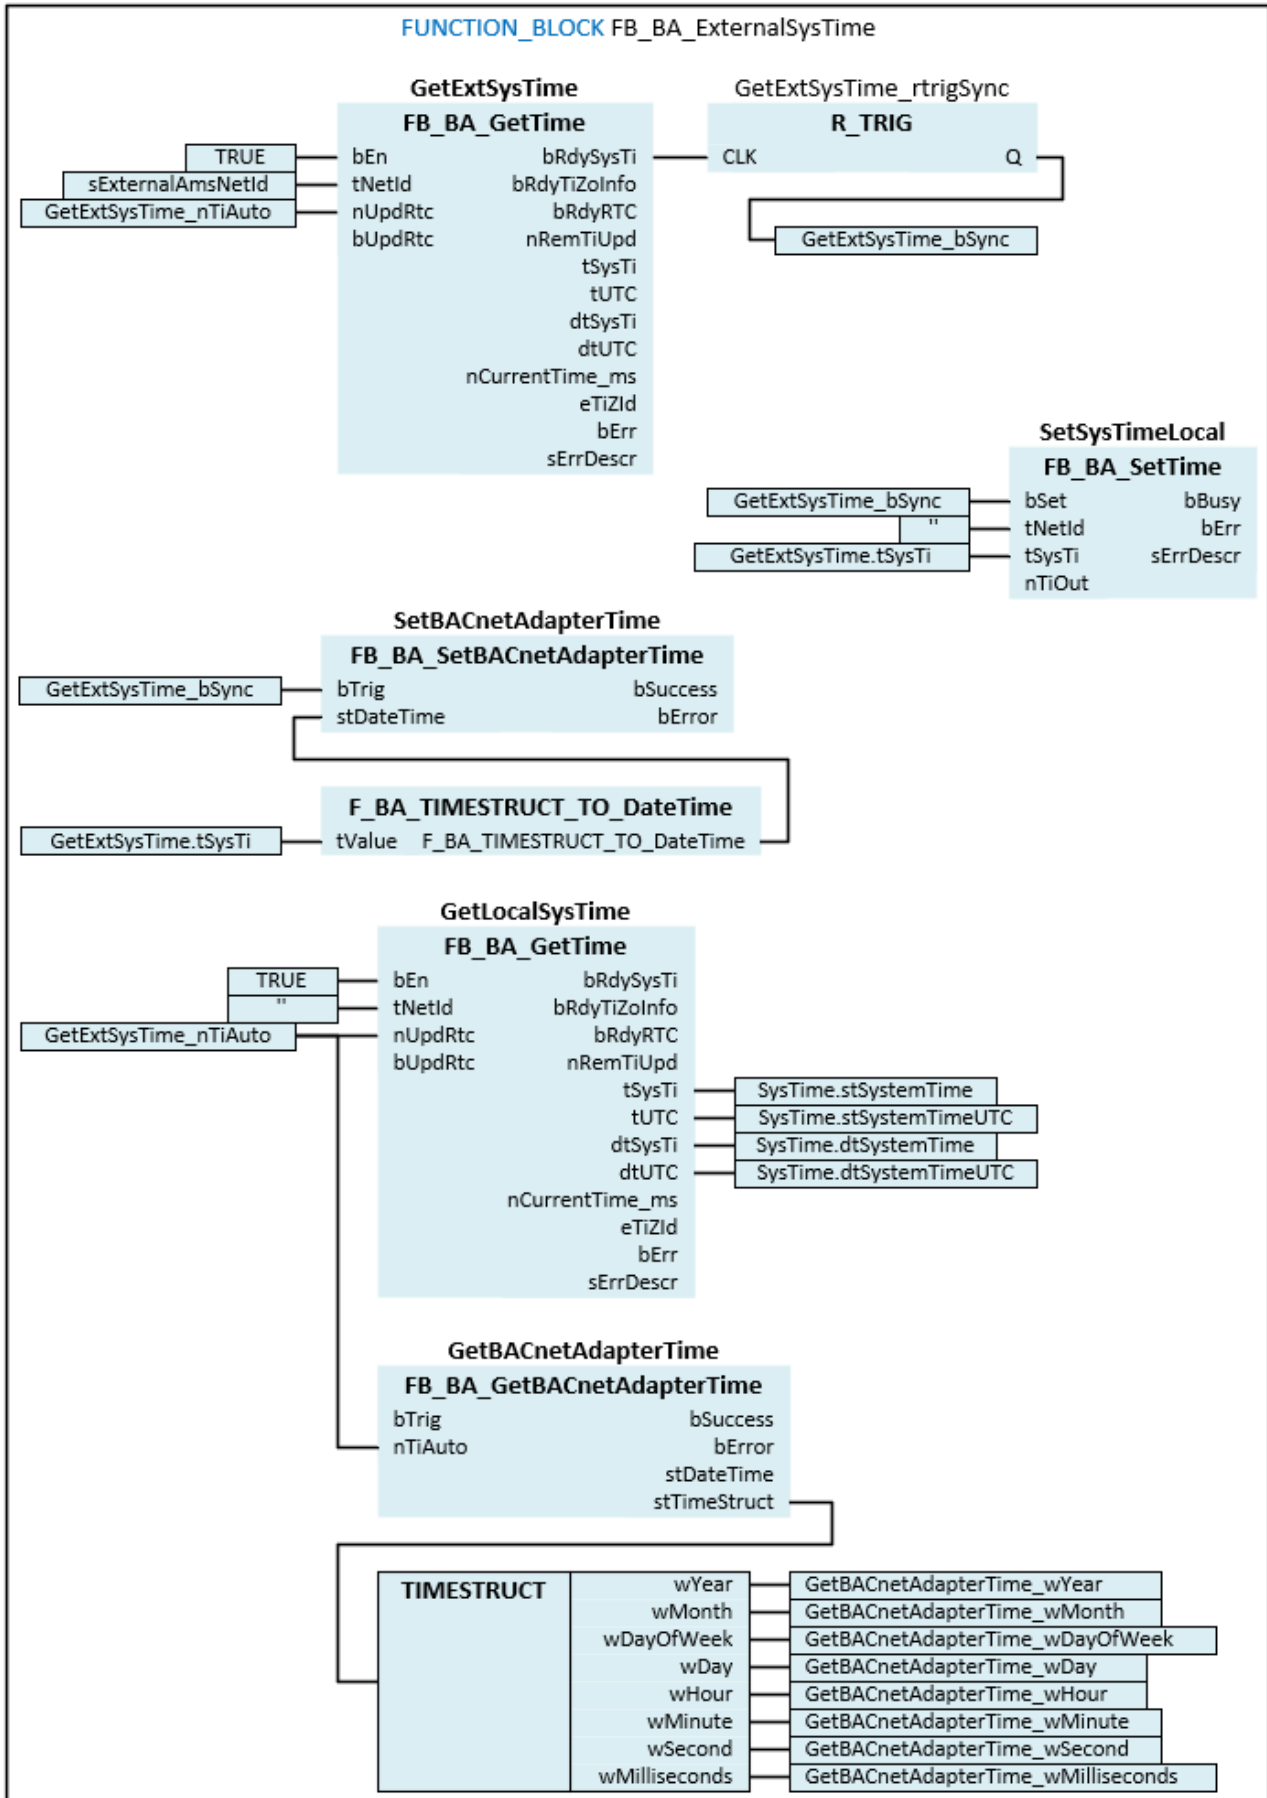 FUNCTION_BLOCK FB_BA_ExternalSysTime
GetExtSysTime
FB_BA_GetTime
TRUE bEn bRdySysTi
sExternalAmsNetId tNetId bRdyTiZoInfo
GetExtSysTime_nTiAuto nUpdRtc bRdyRTC
bUpdRtc nRemTiUpd
tSysTi
tUTC
dtSysTi
dtUTC
nCurrentTime_ms
eTiZId
bErr
sErrDescr
GetExtSysTime_rtrigSync
R_TRIG
CLK Q
GetExtSysTime_bSync
SetSysTimeLocal
FB_BA_SetTime
GetExtSysTime_bSync bSet bBusy
'' tNetId bErr
GetExtSysTime.tSysTi tSysTi sErrDescr
nTiOut
SetBACnetAdapterTime
FB_BA_SetBACnetAdapterTime
GetExtSysTime_bSync bTrig bSuccess
stDateTime bError
F_BA_TIMESTRUCT_TO_DateTime
GetExtSysTime.tSysTi tValue F_BA_TIMESTRUCT_TO_DateTime
GetLocalSysTime
FB_BA_GetTime
TRUE bEn bRdySysTi
'' tNetId bRdyTiZoInfo
GetExtSysTime_nTiAuto nUpdRtc bRdyRTC
bUpdRtc nRemTiUpd
tSysTi SysTime.stSystemTime
tUTC SysTime.stSystemTimeUTC
dtSysTi SysTime.dtSystemTime
dtUTC SysTime.dtSystemTimeUTC
nCurrentTime_ms
eTiZId
bErr
sErrDescr
GetBACnetAdapterTime
FB_BA_GetBACnetAdapterTime
bTrig bSuccess
nTiAuto bError
stDateTime
stTimeStruct
TIMESTRUCT wYear GetBACnetAdapterTime_wYear
wMonth GetBACnetAdapterTime_wMonth
wDayOfWeek GetBACnetAdapterTime_wDayOfWeek
wDay GetBACnetAdapterTime_wDay
wHour GetBACnetAdapterTime_wHour
wMinute GetBACnetAdapterTime_wMinute
wSecond GetBACnetAdapterTime_wSecond
wMilliseconds GetBACnetAdapterTime_wMilliseconds